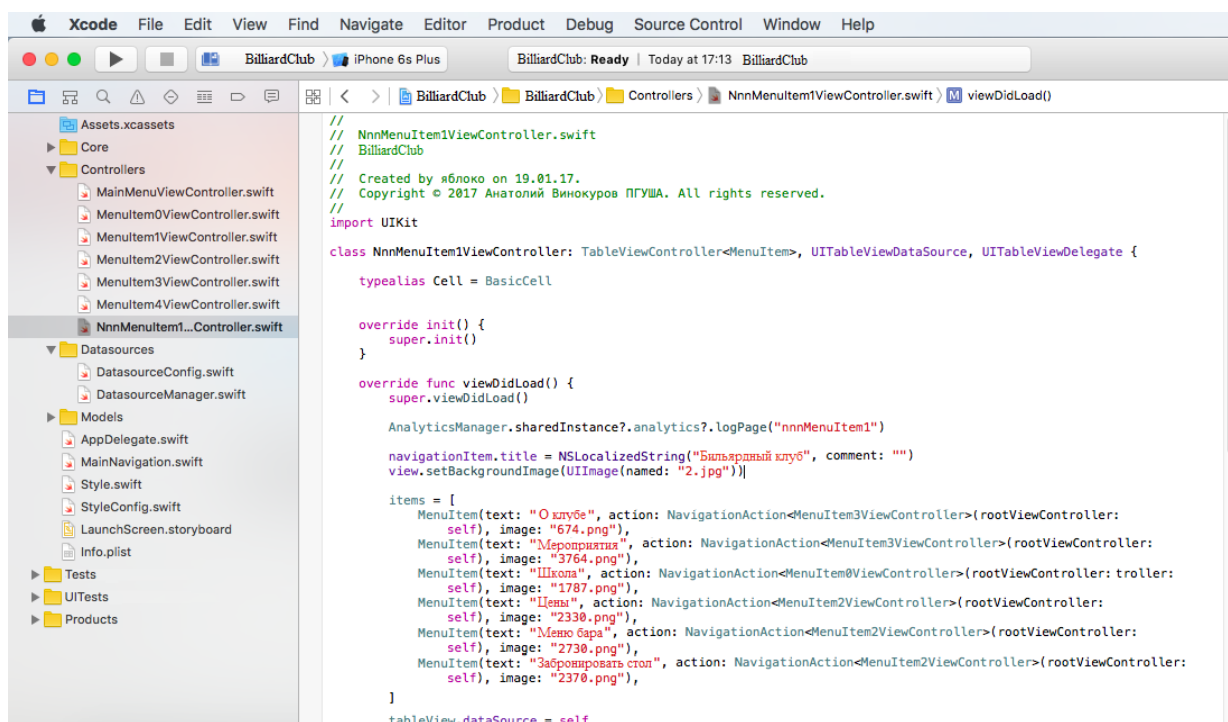 Xcode File Edit View Find Navigate Editor Product Debug Source Control Window Help
BilliardClub iPhone 6s Plus BilliardClub: Ready | Today at 17:13 BilliardClub
BilliardClub BilliardClub Controllers NnnMenuItem1ViewController.swift M viewDidLoad()
Assets.xcassets
Core
Controllers
MainMenuViewController.swift
MenuItem0ViewController.swift
MenuItem1ViewController.swift
MenuItem2ViewController.swift
MenuItem3ViewController.swift
MenuItem4ViewController.swift
NnnMenuItem1...Controller.swift
Datasources
DatasourceConfig.swift
DatasourceManager.swift
Models
AppDelegate.swift
MainNavigation.swift
Style.swift
StyleConfig.swift
LaunchScreen.storyboard
Info.plist
Tests
UITests
Products
//
// NnnMenuItem1ViewController.swift
// BilliardClub
//
// Created by яблоко on 19.01.17.
// Copyright © 2017 Анатолий Винокуров ПГУША. All rights reserved.
//
import UIKit
class NnnMenuItem1ViewController: TableViewController<MenuItem>, UITableViewDataSource, UITableViewDelegate {
typealias Cell = BasicCell
override init() {
super.init()
}
override func viewDidLoad() {
super.viewDidLoad()
AnalyticsManager.sharedInstance?.analytics?.logPage("nnnMenuItem1")
navigationItem.title = NSLocalizedString("Бильярдный клуб", comment: "")
view.setBackgroundImage(UIImage(named: "2.jpg"))
items = [
MenuItem(text: "О клубе", action: NavigationAction<MenuItem3ViewController>(rootViewController:
self), image: "674.png"),
MenuItem(text: "Мероприятия", action: NavigationAction<MenuItem3ViewController>(rootViewController:
self), image: "3764.png"),
MenuItem(text: "Школа", action: NavigationAction<MenuItem0ViewController>(rootViewController: troller:
self), image: "1787.png"),
MenuItem(text: "Цены", action: NavigationAction<MenuItem2ViewController>(rootViewController:
self), image: "2330.png"),
MenuItem(text: "Меню бара", action: NavigationAction<MenuItem2ViewController>(rootViewController:
self), image: "2730.png"),
MenuItem(text: "Забронировать стол", action: NavigationAction<MenuItem2ViewController>(rootViewController:
self), image: "2370.png"),
]
tableView.dataSource = self